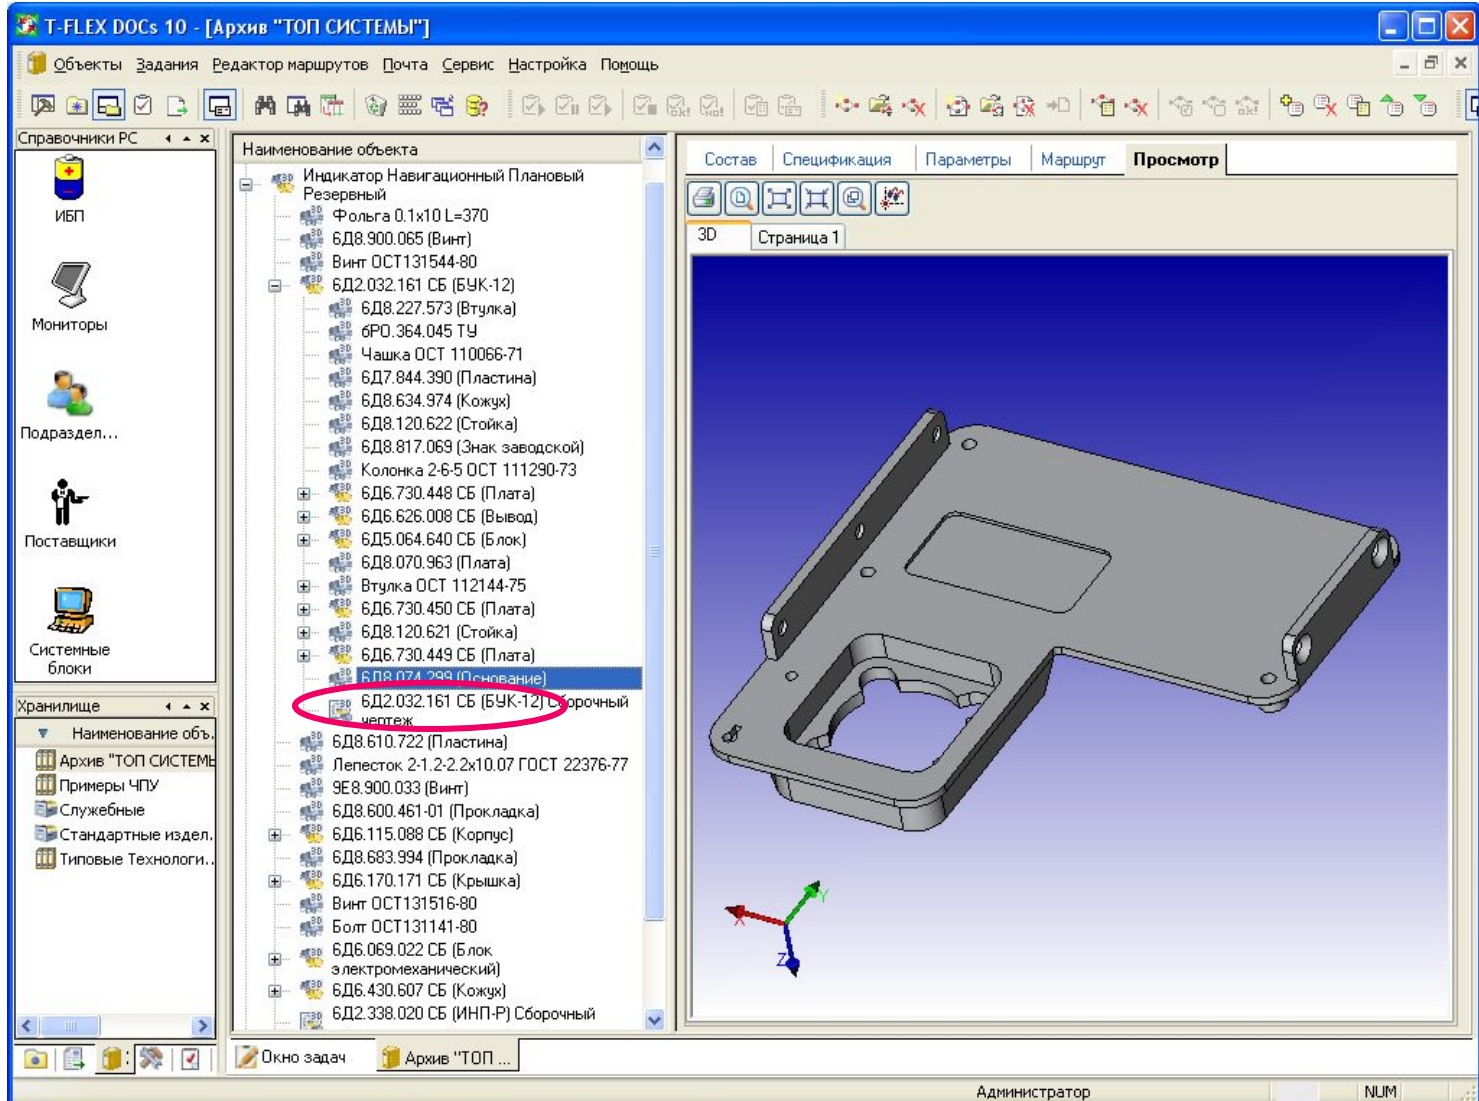 T-FLEX DOCs 10 - [Архив "ТОП СИСТЕМЫ"]
Объекты Задания Редактор маршрутов Почта Сервис Настройка Помощь
Справочники РС
ИБП
Мониторы
Подраздел...
Поставщики
Системные
блоки
Хранилище
Наименование объ.
Архив "ТОП СИСТЕМЫ
Примеры ЧПУ
Служебные
Стандартные издел.
Типовые Технологи..
Наименование объекта
Индикатор Навигационный Плановый
Резервный
Фольга 0.1x10 L=370
6Д8.900.065 (Винт)
Винт ОСТ131544-80
6Д2.032.161 СБ (БУК-12)
6Д8.227.573 (Втулка)
6РО.364.045 ТУ
Чашка ОСТ 110066-71
6Д7.844.390 (Пластина)
6Д8.634.974 (Кожух)
6Д8.120.622 (Стойка)
6Д8.817.069 (Знак заводской)
Колонка 2-6-5 ОСТ 111290-73
6Д6.730.448 СБ (Плата)
6Д6.626.008 СБ (Вывод)
6Д5.064.640 СБ (Блок)
6Д8.070.963 (Плата)
Втулка ОСТ 112144-75
6Д6.730.450 СБ (Плата)
6Д8.120.621 (Стойка)
6Д6.730.449 СБ (Плата)
6Д8.074.299 (Основание)
6Д2.032.161 СБ (БУК-12) Сборочный
чертеж
6Д8.610.722 (Пластина)
Лепесток 2-1.2-2.2x10.07 ГОСТ 22376-77
9Е8.900.033 (Винт)
6Д8.600.461-01 (Прокладка)
6Д6.115.088 СБ (Корпус)
6Д8.683.994 (Прокладка)
6Д6.170.171 СБ (Крышка)
Винт ОСТ131516-80
Болт ОСТ131141-80
6Д6.069.022 СБ (Блок
электромеханический)
6Д6.430.607 СБ (Кожух)
6Д2.338.020 СБ (ИНП-Р) Сборочный
Состав Спецификация Параметры Маршрут Просмотр
3D Страница 1
X
Y
Z
Окно задач Архив "ТОП ...
Администратор NUM